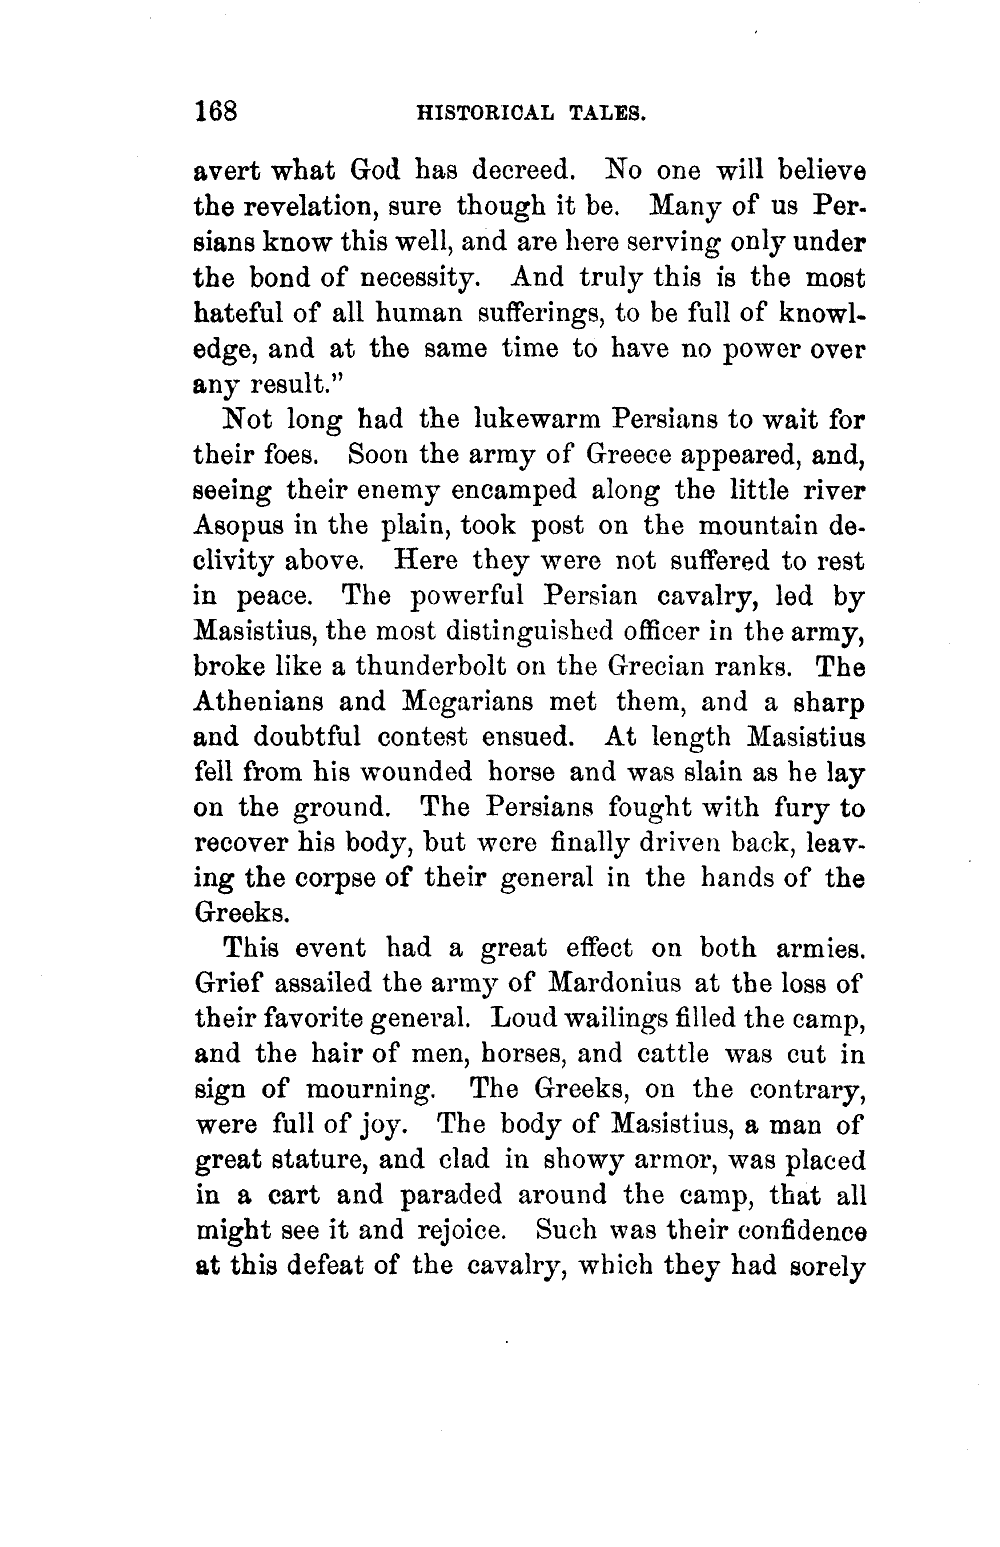 168 HISTORICAL TALES.
avert what God has decreed. No one will believe
the revelation, sure though it be. Many of us Per-
sians know this well, and are here serving only under
the bond of necessity. And truly this is the most
hateful of all human sufferings, to be full of knowl-
edge, and at the same time to have no power over
any result."
Not long had the lukewarm Persians to wait for
their foes. Soon the army of Greece appeared, and,
seeing their enemy encamped along the little river
Asopus in the plain, took post on the mountain de-
clivity above. Here they were not suffered to rest
in peace. The powerful Persian cavalry, led by
Masistius, the most distinguished officer in the army,
broke like a thunderbolt on the Grecian ranks. The
Athenians and Megarians met them, and a sharp
and doubtful contest ensued. At length Masistius
fell from his wounded horse and was slain as he lay
on the ground. The Persians fought with fury to
recover his body, but were finally driven back, leav-
ing the corpse of their general in the hands of the
Greeks.
This event had a great effect on both armies.
Grief assailed the army of Mardonius at the loss of
their favorite general. Loud wailings filled the camp,
and the hair of men, horses, and cattle was cut in
sign of mourning. The Greeks, on the contrary,
were full of joy. The body of Masistius, a man of
great stature, and clad in showy armor, was placed
in a cart and paraded around the camp, that all
might see it and rejoice. Such was their confidence
at this defeat of the cavalry, which they had sorely